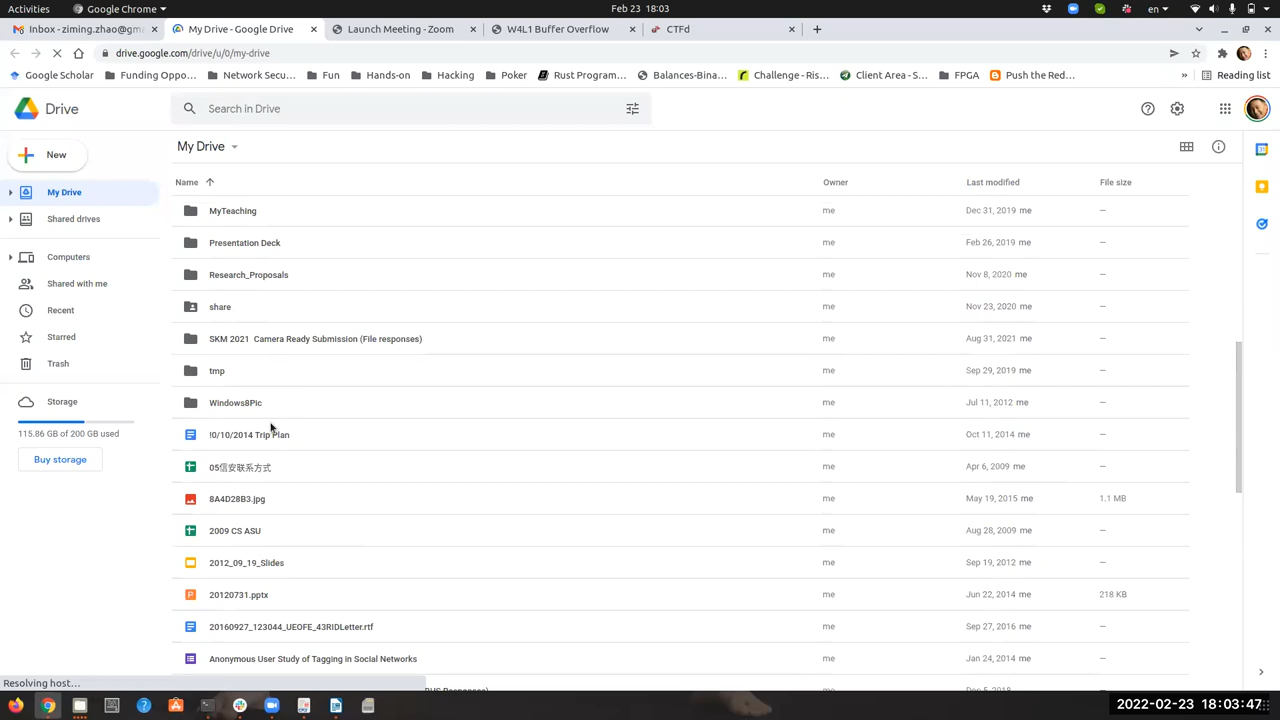 Activities
Google Chrome
Feb 23 18:03
en
Inbox - ziming.zhao@gm
My Drive - Google Drive
Launch Meeting - Zoom
W4L1 Buffer Overflow
CTFd
drive.google.com/drive/u/0/my-drive
Google Scholar
Funding Oppo...
Network Secu...
Fun
Hands-on
Hacking
Poker
Rust Program...
Balances-Bina...
Challenge - Ris...
Client Area - S...
FPGA
Push the Red...
»
Reading list
Drive
Search in Drive
New
My Drive
My Drive
Shared drives
Computers
Shared with me
Recent
Starred
Trash
Storage
115.86 GB of 200 GB used
Buy storage
Name Owner Last modified File size
MyTeaching me Dec 31, 2019 me –
Presentation Deck me Feb 26, 2019 me –
Research_Proposals me Nov 8, 2020 me –
share me Nov 23, 2020 me –
SKM 2021 Camera Ready Submission (File responses) me Aug 31, 2021 me –
tmp me Sep 29, 2019 me –
Windows8Pic me Jul 11, 2012 me –
!0/10/2014 Trip Plan me Oct 11, 2014 me –
05信安联系方式 me Apr 6, 2009 me –
8A4D28B3.jpg me May 19, 2015 me 1.1 MB
2009 CS ASU me Aug 28, 2009 me –
2012_09_19_Slides me Sep 19, 2012 me –
20120731.pptx me Jun 22, 2014 me 218 KB
20160927_123044_UEOFE_43RIDLetter.rtf me Sep 27, 2016 me –
Anonymous User Study of Tagging in Social Networks me Jan 24, 2014 me –
Resolving host...
2022-02-23 18:03:47